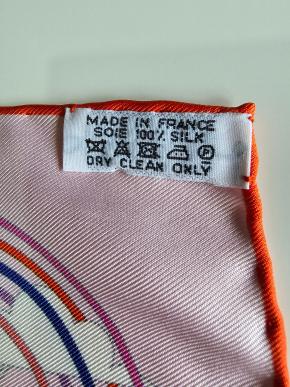 MADE IN FRANCE
SOIE 100% SILK
DRY CLEAN ONLY